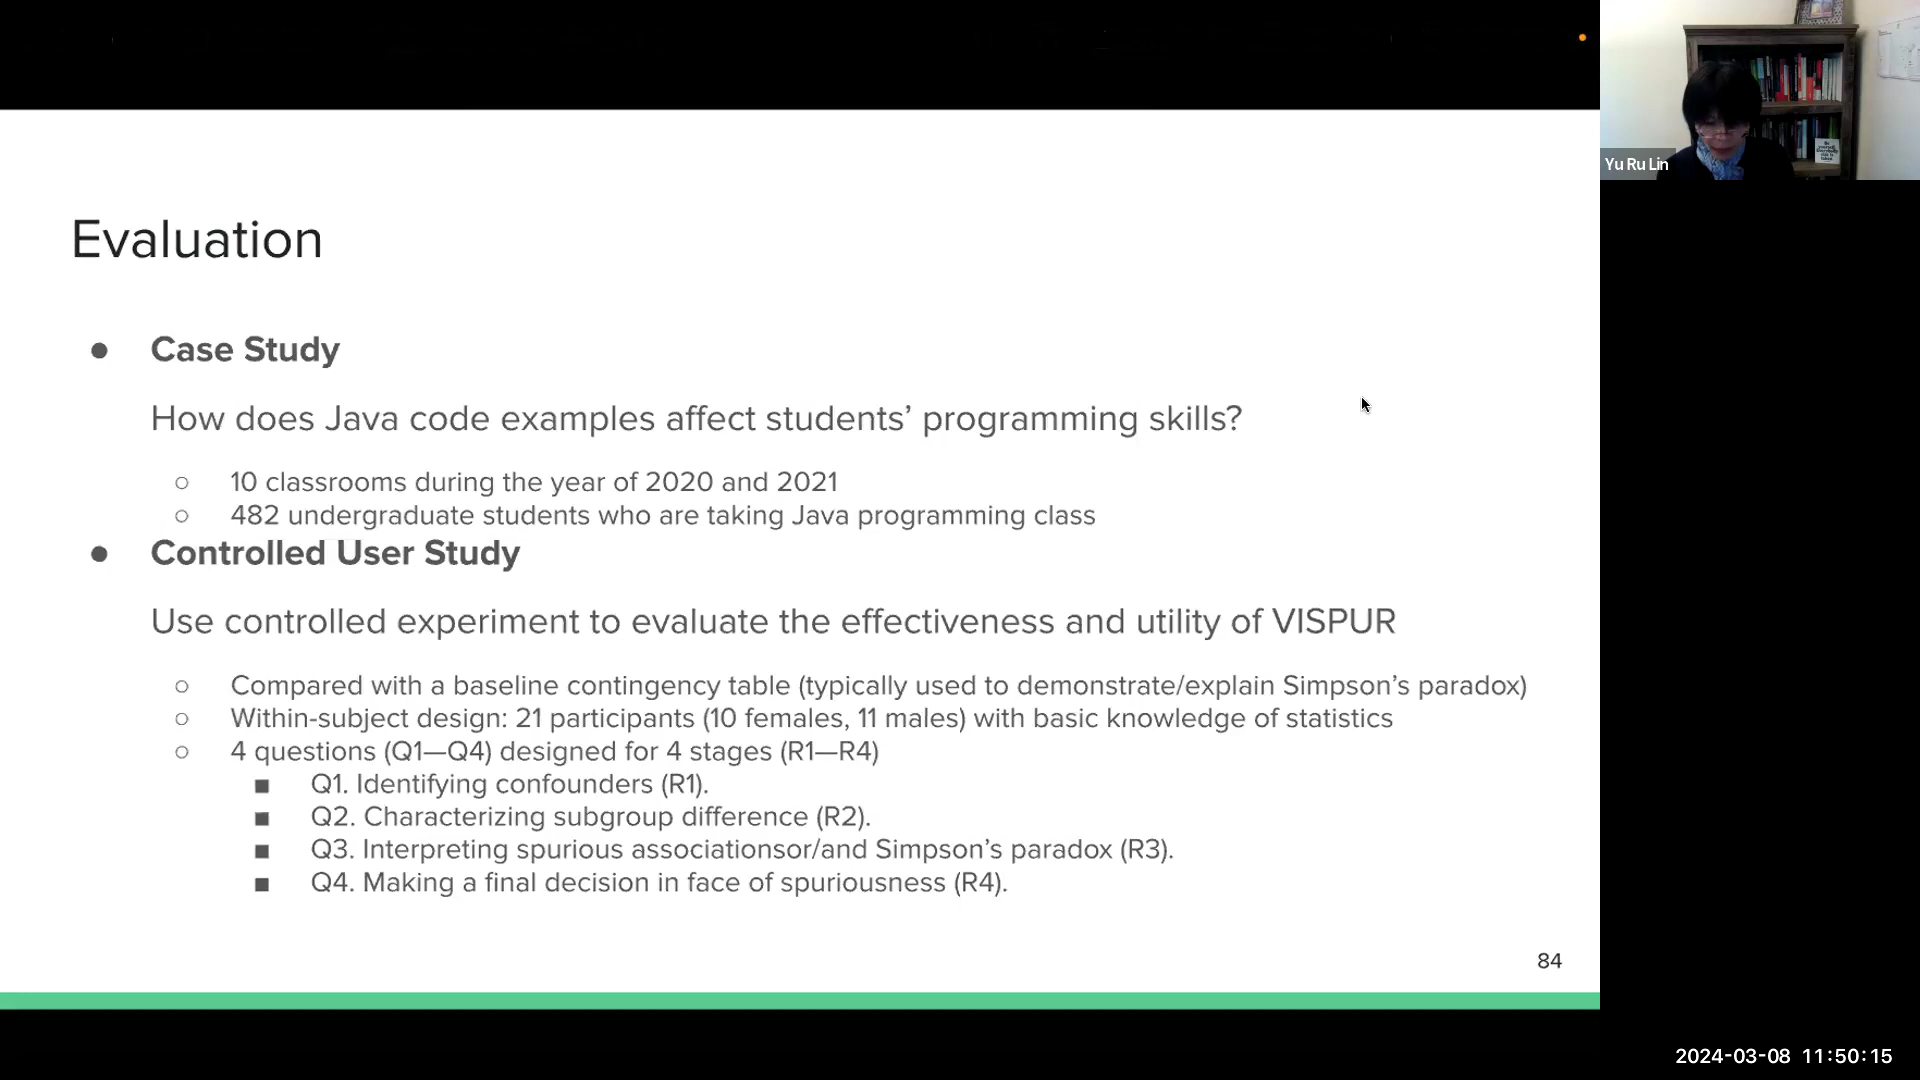 Yu Ru Lin
Evaluation
● Case Study
How does Java code examples affect students’ programming skills?
○ 10 classrooms during the year of 2020 and 2021
○ 482 undergraduate students who are taking Java programming class
● Controlled User Study
Use controlled experiment to evaluate the effectiveness and utility of VISPUR
○ Compared with a baseline contingency table (typically used to demonstrate/explain Simpson’s paradox)
○ Within-subject design: 21 participants (10 females, 11 males) with basic knowledge of statistics
○ 4 questions (Q1—Q4) designed for 4 stages (R1—R4)
■ Q1. Identifying confounders (R1).
■ Q2. Characterizing subgroup difference (R2).
■ Q3. Interpreting spurious associationsor/and Simpson’s paradox (R3).
■ Q4. Making a final decision in face of spuriousness (R4).
84
2024-03-08 11:50:15